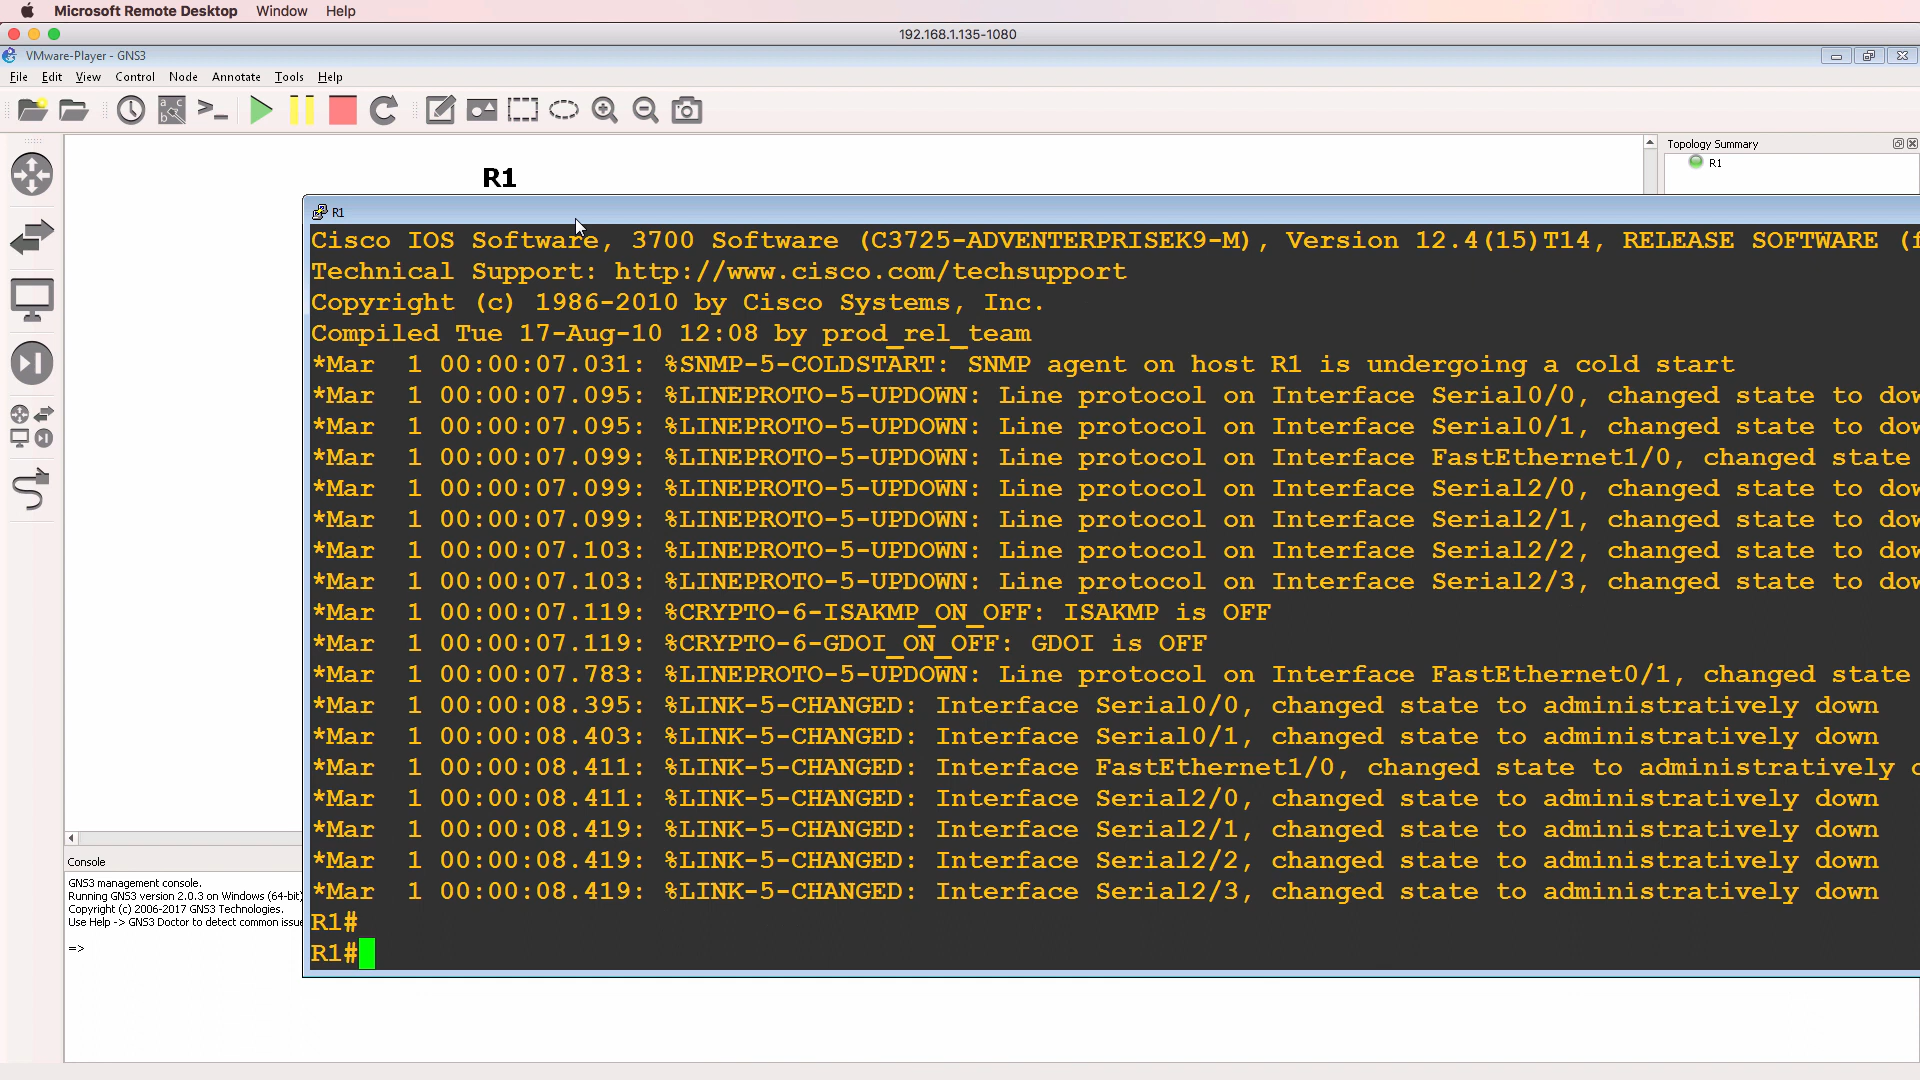 Microsoft Remote Desktop Window Help
192.168.1.135-1080
VMware-Player - GNS3
File Edit View Control Node Annotate Tools Help
Topology Summary
R1
R1
R1
Cisco IOS Software, 3700 Software (C3725-ADVENTERPRISEK9-M), Version 12.4(15)T14, RELEASE SOFTWARE (f
Technical Support: http://www.cisco.com/techsupport
Copyright (c) 1986-2010 by Cisco Systems, Inc.
Compiled Tue 17-Aug-10 12:08 by prod_rel_team
*Mar  1 00:00:07.031: %SNMP-5-COLDSTART: SNMP agent on host R1 is undergoing a cold start
*Mar  1 00:00:07.095: %LINEPROTO-5-UPDOWN: Line protocol on Interface Serial0/0, changed state to dow
*Mar  1 00:00:07.095: %LINEPROTO-5-UPDOWN: Line protocol on Interface Serial0/1, changed state to dow
*Mar  1 00:00:07.099: %LINEPROTO-5-UPDOWN: Line protocol on Interface FastEthernet1/0, changed state
*Mar  1 00:00:07.099: %LINEPROTO-5-UPDOWN: Line protocol on Interface Serial2/0, changed state to dow
*Mar  1 00:00:07.099: %LINEPROTO-5-UPDOWN: Line protocol on Interface Serial2/1, changed state to dow
*Mar  1 00:00:07.103: %LINEPROTO-5-UPDOWN: Line protocol on Interface Serial2/2, changed state to dow
*Mar  1 00:00:07.103: %LINEPROTO-5-UPDOWN: Line protocol on Interface Serial2/3, changed state to dow
*Mar  1 00:00:07.119: %CRYPTO-6-ISAKMP_ON_OFF: ISAKMP is OFF
*Mar  1 00:00:07.119: %CRYPTO-6-GDOI_ON_OFF: GDOI is OFF
*Mar  1 00:00:07.783: %LINEPROTO-5-UPDOWN: Line protocol on Interface FastEthernet0/1, changed state
*Mar  1 00:00:08.395: %LINK-5-CHANGED: Interface Serial0/0, changed state to administratively down
*Mar  1 00:00:08.403: %LINK-5-CHANGED: Interface Serial0/1, changed state to administratively down
*Mar  1 00:00:08.411: %LINK-5-CHANGED: Interface FastEthernet1/0, changed state to administratively d
*Mar  1 00:00:08.411: %LINK-5-CHANGED: Interface Serial2/0, changed state to administratively down
*Mar  1 00:00:08.419: %LINK-5-CHANGED: Interface Serial2/1, changed state to administratively down
*Mar  1 00:00:08.419: %LINK-5-CHANGED: Interface Serial2/2, changed state to administratively down
*Mar  1 00:00:08.419: %LINK-5-CHANGED: Interface Serial2/3, changed state to administratively down
R1#
R1#
Console
GNS3 management console.
Running GNS3 version 2.0.3 on Windows (64-bit)
Copyright (c) 2006-2017 GNS3 Technologies.
Use Help -> GNS3 Doctor to detect common issue
=>